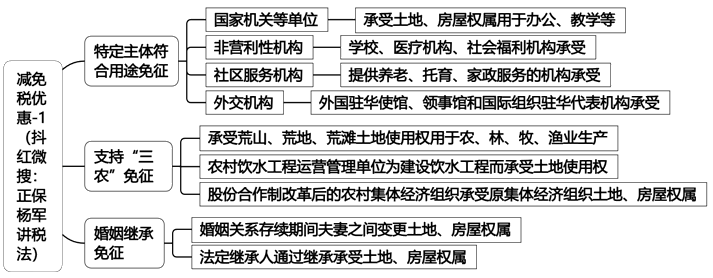 减免
税优
惠-1
（抖
红微
搜：
正保
杨军
讲税
法）
特定主体符
合用途免征
国家机关等单位
承受土地、房屋权属用于办公、教学等
非营利性机构
学校、医疗机构、社会福利机构承受
社区服务机构
提供养老、托育、家政服务的机构承受
外交机构
外国驻华使馆、领事馆和国际组织驻华代表机构承受
支持“三
农”免征
承受荒山、荒地、荒滩土地使用权用于农、林、牧、渔业生产
农村饮水工程运营管理单位为建设饮水工程而承受土地使用权
股份合作制改革后的农村集体经济组织承受原集体经济组织土地、房屋权属
婚姻继承
免征
婚姻关系存续期间夫妻之间变更土地、房屋权属
法定继承人通过继承承受土地、房屋权属